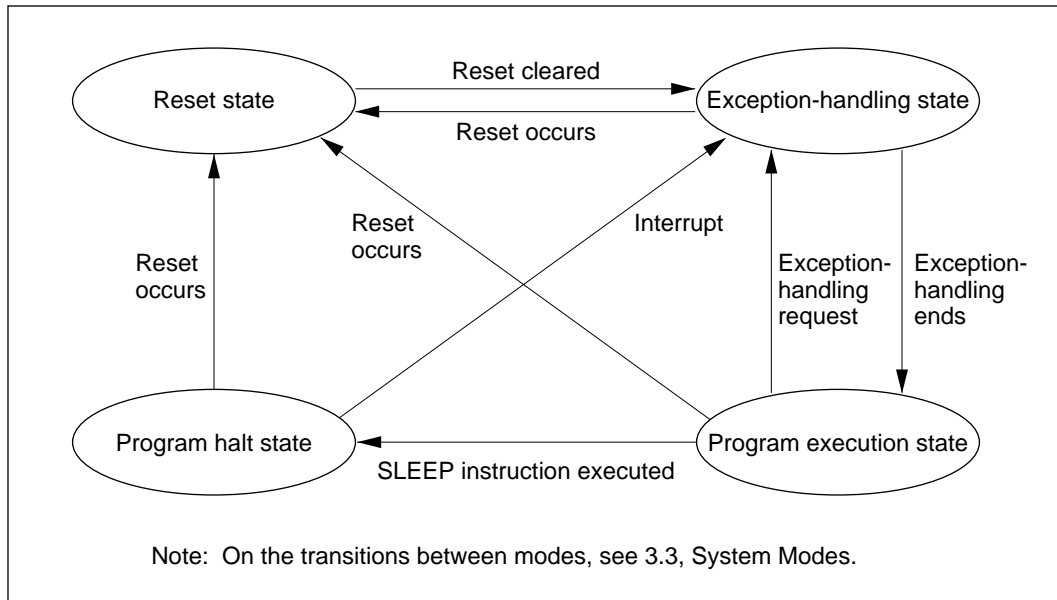 Reset cleared
Reset state
Exception-handling state
Reset occurs
Reset
occurs
Interrupt
Reset
occurs
Exception-
handling
request
Exception-
handling
ends
Program halt state
Program execution state
SLEEP instruction executed
Note: On the transitions between modes, see 3.3, System Modes.